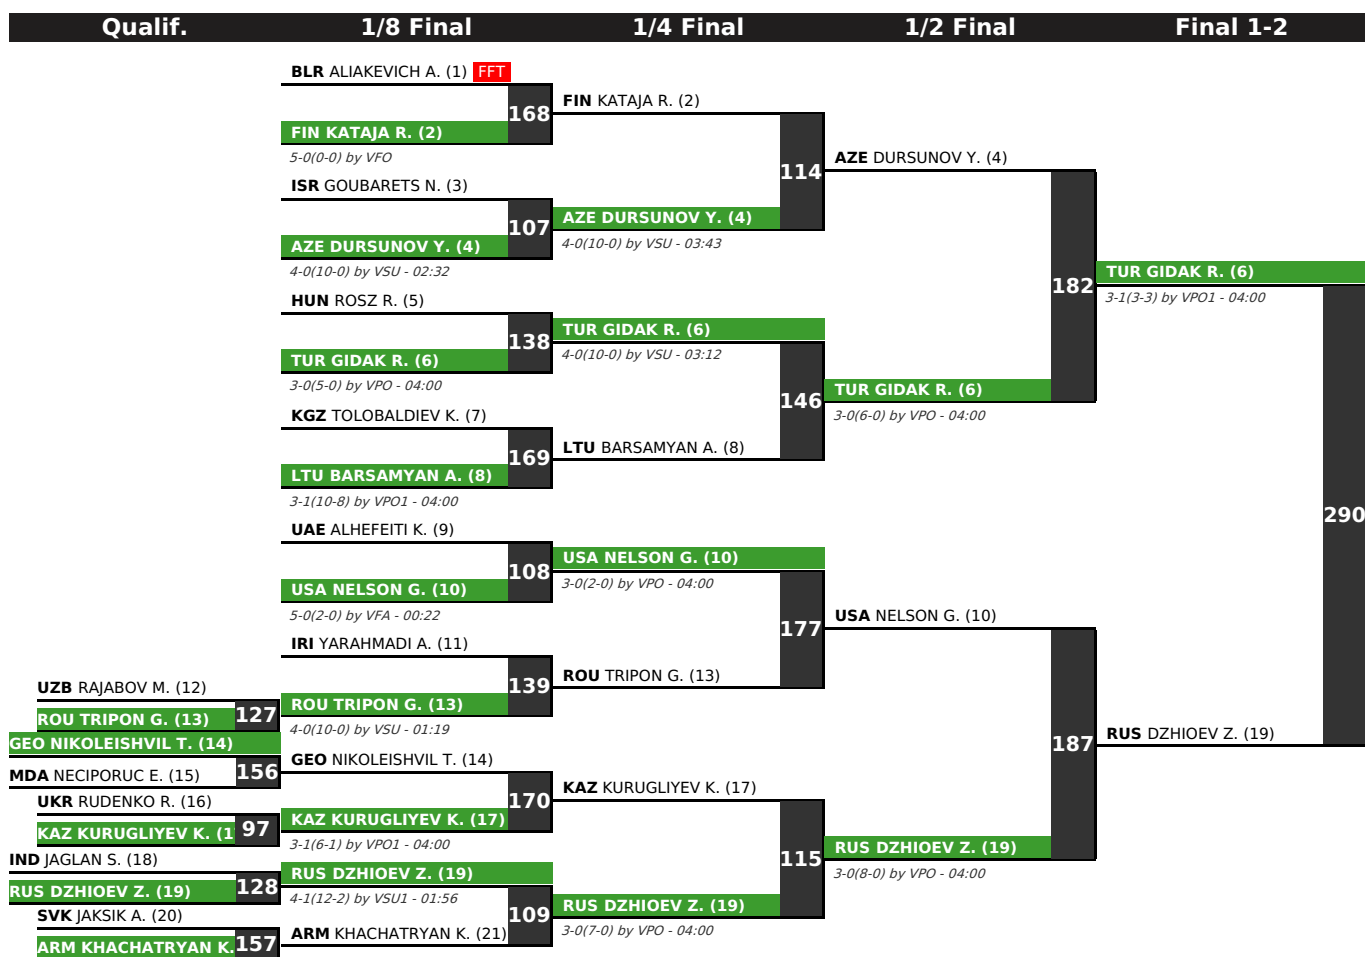 Qualif. 1/8 Final 1/4 Final 1/2 Final Final 1-2
BLR ALIAKEVICH A. (1) FFT
168
FIN KATAJA R. (2)
5-0(0-0) by VFO
ISR GOUBARETS N. (3)
107
AZE DURSUNOV Y. (4)
4-0(10-0) by VSU - 02:32
HUN ROSZ R. (5)
138
TUR GIDAK R. (6)
3-0(5-0) by VPO - 04:00
KGZ TOLOBALDIEV K. (7)
169
LTU BARSAMYAN A. (8)
3-1(10-8) by VPO1 - 04:00
UAE ALHEFEITI K. (9)
108
USA NELSON G. (10)
5-0(2-0) by VFA - 00:22
IRI YARAHMADI A. (11)
139
ROU TRIPON G. (13)
4-0(10-0) by VSU - 01:19
GEO NIKOLEISHVIL T. (14)
170
KAZ KURUGLIYEV K. (17)
3-1(6-1) by VPO1 - 04:00
RUS DZHIOEV Z. (19)
4-1(12-2) by VSU1 - 01:56
109
ARM KHACHATRYAN K. (21)
UZB RAJABOV M. (12)
ROU TRIPON G. (13)
127
GEO NIKOLEISHVIL T. (14)
156
MDA NECIPORUC E. (15)
UKR RUDENKO R. (16)
KAZ KURUGLIYEV K. (1
97
IND JAGLAN S. (18)
RUS DZHIOEV Z. (19)
128
SVK JAKSIK A. (20)
ARM KHACHATRYAN K.
157
FIN KATAJA R. (2)
114
AZE DURSUNOV Y. (4)
4-0(10-0) by VSU - 03:43
TUR GIDAK R. (6)
4-0(10-0) by VSU - 03:12
146
LTU BARSAMYAN A. (8)
USA NELSON G. (10)
3-0(2-0) by VPO - 04:00
177
ROU TRIPON G. (13)
KAZ KURUGLIYEV K. (17)
115
RUS DZHIOEV Z. (19)
3-0(7-0) by VPO - 04:00
AZE DURSUNOV Y. (4)
182
TUR GIDAK R. (6)
3-0(6-0) by VPO - 04:00
USA NELSON G. (10)
187
RUS DZHIOEV Z. (19)
3-0(8-0) by VPO - 04:00
TUR GIDAK R. (6)
3-1(3-3) by VPO1 - 04:00
290
RUS DZHIOEV Z. (19)